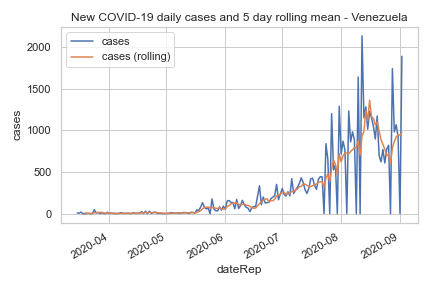 New COVID-19 daily cases and 5 day rolling mean - Venezuela
cases
cases (rolling)
2000
1500
1000
500
0
cases
2020-04
2020-05
2020-06
2020-07
2020-08
2020-09
dateRep